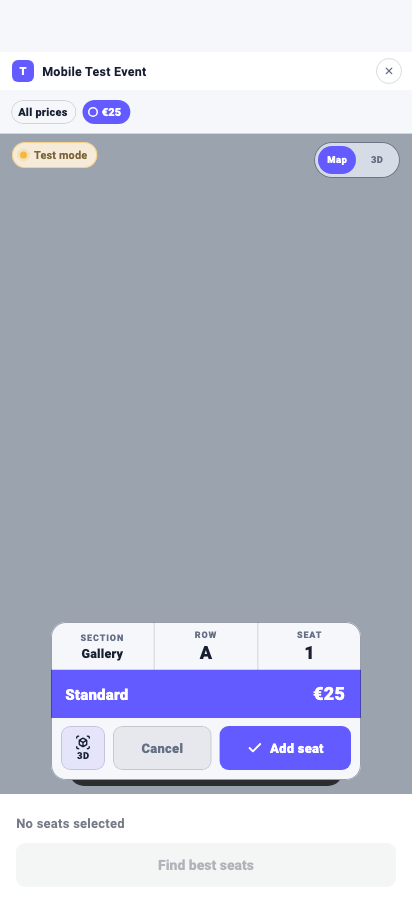 T Mobile Test Event
All prices €25
Test mode
Map 3D
SECTION ROW SEAT
Gallery A 1
Standard €25
3D Cancel Add seat
No seats selected
Find best seats